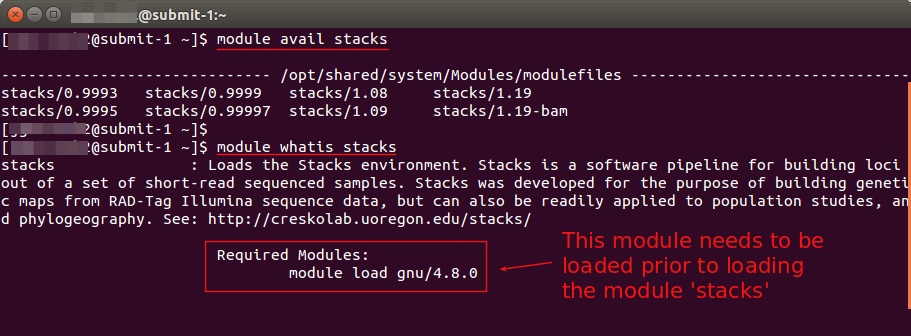 @submit-1:~
[ 2@submit-1 ~]$ module avail stacks
------------------------------ /opt/shared/system/Modules/modulefiles -------------------------------
stacks/0.9993 stacks/0.9999 stacks/1.08 stacks/1.19
stacks/0.9995 stacks/0.99997 stacks/1.09 stacks/1.19-bam
[ 2@submit-1 ~]$
[ 2@submit-1 ~]$ module whatis stacks
stacks : Loads the Stacks environment. Stacks is a software pipeline for building loci
out of a set of short-read sequenced samples. Stacks was developed for the purpose of building geneti
c maps from RAD-Tag Illumina sequence data, but can also be readily applied to population studies, an
d phylogeography. See: http://creskolab.uoregon.edu/stacks/
Required Modules:
module load gnu/4.8.0
This module needs to be
loaded prior to loading
the module 'stacks'